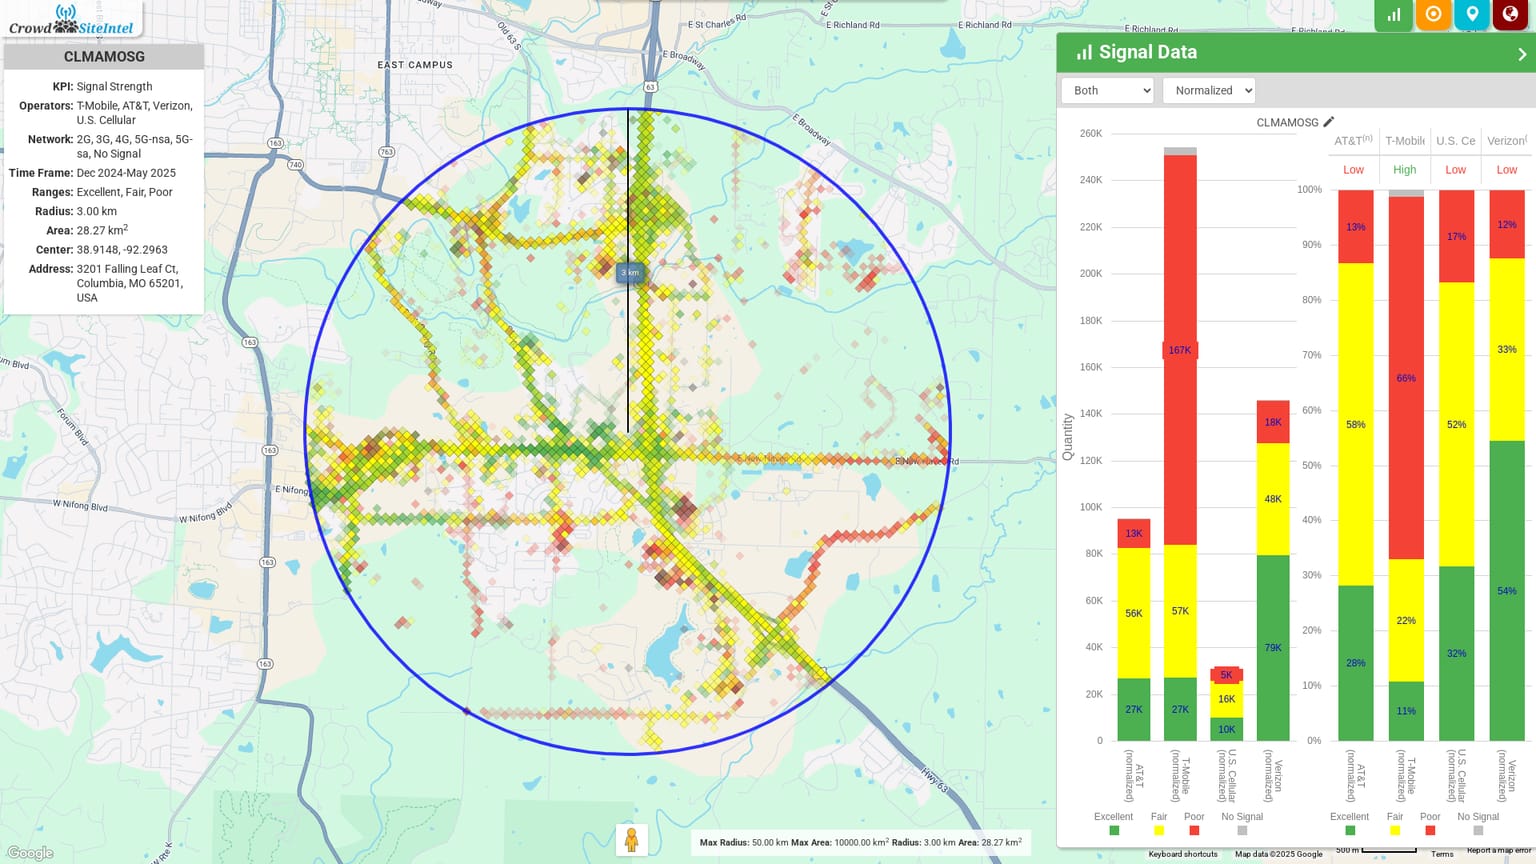 Crowd SiteIntel
CLMAMOSG
KPI: Signal Strength
Operators: T-Mobile, AT&T, Verizon,
U.S. Cellular
Network: 2G, 3G, 4G, 5G-nsa, 5G-
sa, No Signal
Time Frame: Dec 2024-May 2025
Ranges: Excellent, Fair, Poor
Radius: 3.00 km
Area: 28.27 km2
Center: 38.9148, -92.2963
Address: 3201 Falling Leaf Ct,
Columbia, MO 65201,
USA
Old 63 S
E St Charles Rd
E Richland Rd
E Richland Rd
E Richland Rd
E Broadway
EAST CAMPUS
63
E Broadway
163
763
740
3 km
163
Forum Blvd
163
E New Haven Rd
E New Haven Rd
E Nifong
W Nifong Blvd
W Nifong Blvd
163
163
Hwy 63
Google
Max Radius: 50.00 km Max Area: 10000.00 km2 Radius: 3.00 km Area: 28.27 km2
Signal Data
Both
Normalized
CLMAMOSG
Quantity
260K
240K
220K
200K
180K
160K
140K
120K
100K
80K
60K
40K
20K
0
13K
56K
27K
167K
57K
27K
5K
16K
10K
18K
48K
79K
AT&T (normalized)
T-Mobile (normalized)
U.S. Cellular (normalized)
Verizon (normalized)
Excellent Fair Poor No Signal
AT&T(n) T-Mobile U.S. Ce Verizon(
Low High Low Low
100%
90%
80%
70%
60%
50%
40%
30%
20%
10%
0%
13%
58%
28%
66%
22%
11%
17%
52%
32%
12%
33%
54%
AT&T (normalized)
T-Mobile (normalized)
U.S. Cellular (normalized)
Verizon (normalized)
Excellent Fair Poor No Signal
Keyboard shortcuts Map data ©2025 Google 500 m Terms Report a map error